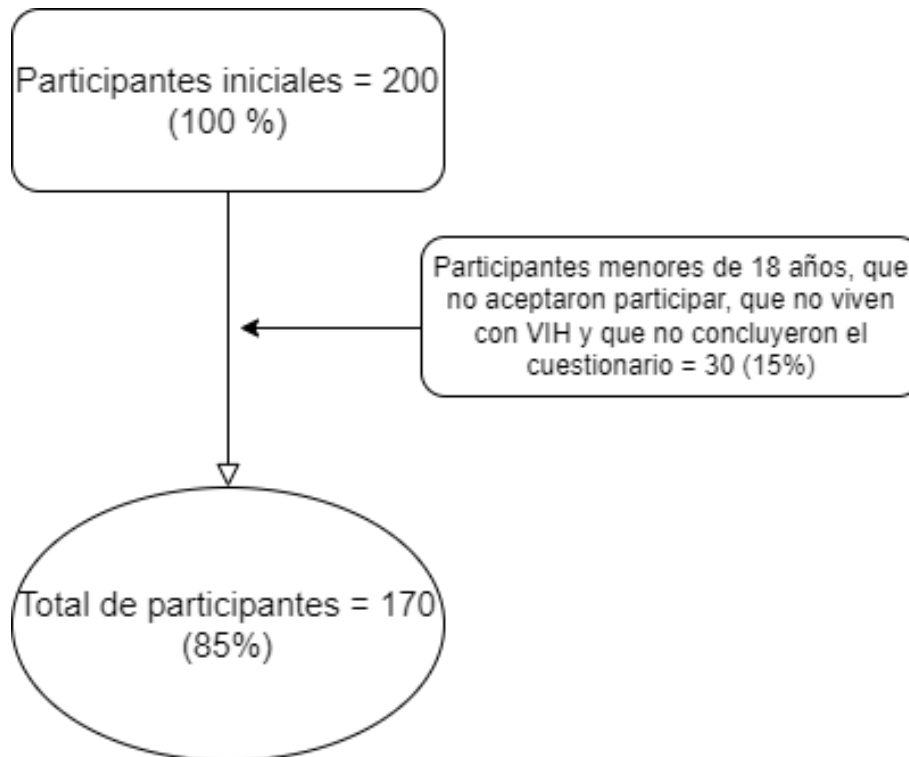 Participantes iniciales = 200
(100 %)
Participantes menores de 18 años, que
no aceptaron participar, que no viven
con VIH y que no concluyeron el
cuestionario = 30 (15%)
Total de participantes = 170
(85%)